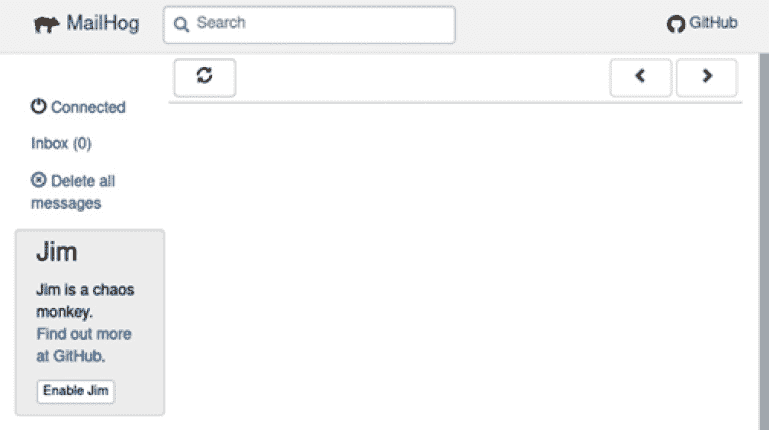 MailHog
Search
GitHub
Connected
Inbox (0)
Delete all
messages
Jim
Jim is a chaos
monkey.
Find out more
at GitHub.
Enable Jim